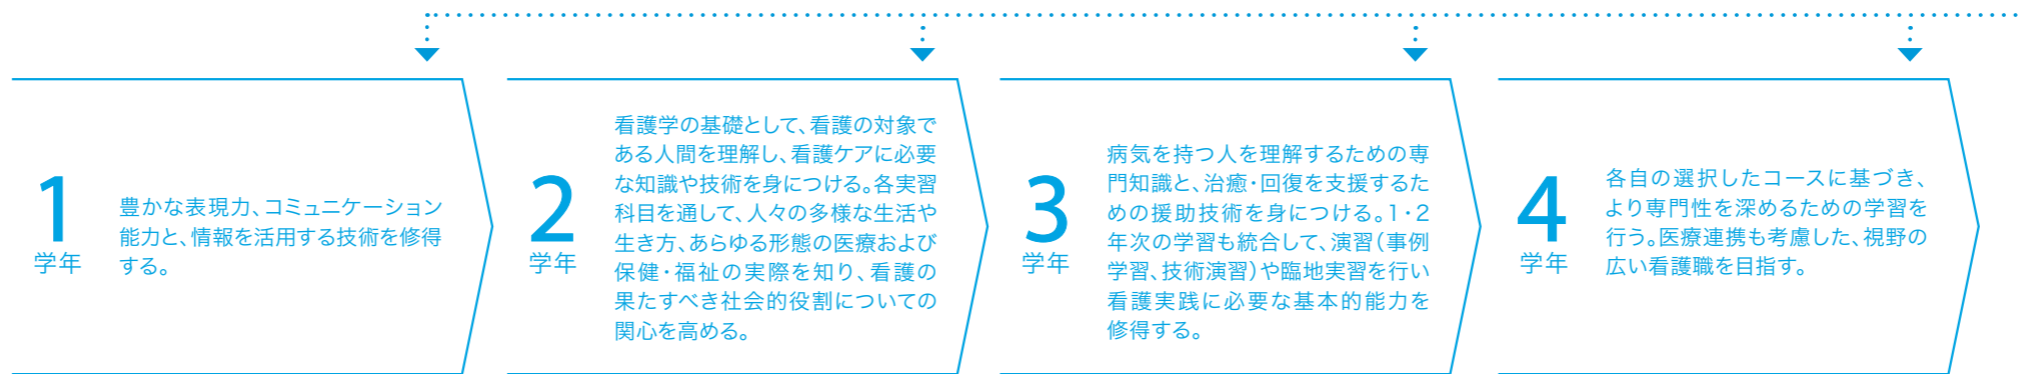 1
学年
豊かな表現力、コミュニケーション
能力と、情報を活用する技術を修得
する。
2
学年
看護学の基礎として、看護の対象で
ある人間を理解し、看護ケアに必要
な知識や技術を身につける。各実習
科目を通して、人々の多様な生活や
生き方、あらゆる形態の医療および
保健・福祉の実際を知り、看護の
果たすべき社会的役割についての
関心を高める。
3
学年
病気を持つ人を理解するための専
門知識と、治癒・回復を支援するた
めの援助技術を身につける。1・2
年次の学習も統合して、演習（事例
学習、技術演習）や臨地実習を行い
看護実践に必要な基本的能力を
修得する。
4
学年
各自の選択したコースに基づき、
より専門性を深めるための学習を
行う。医療連携も考慮した、視野の
広い看護職を目指す。